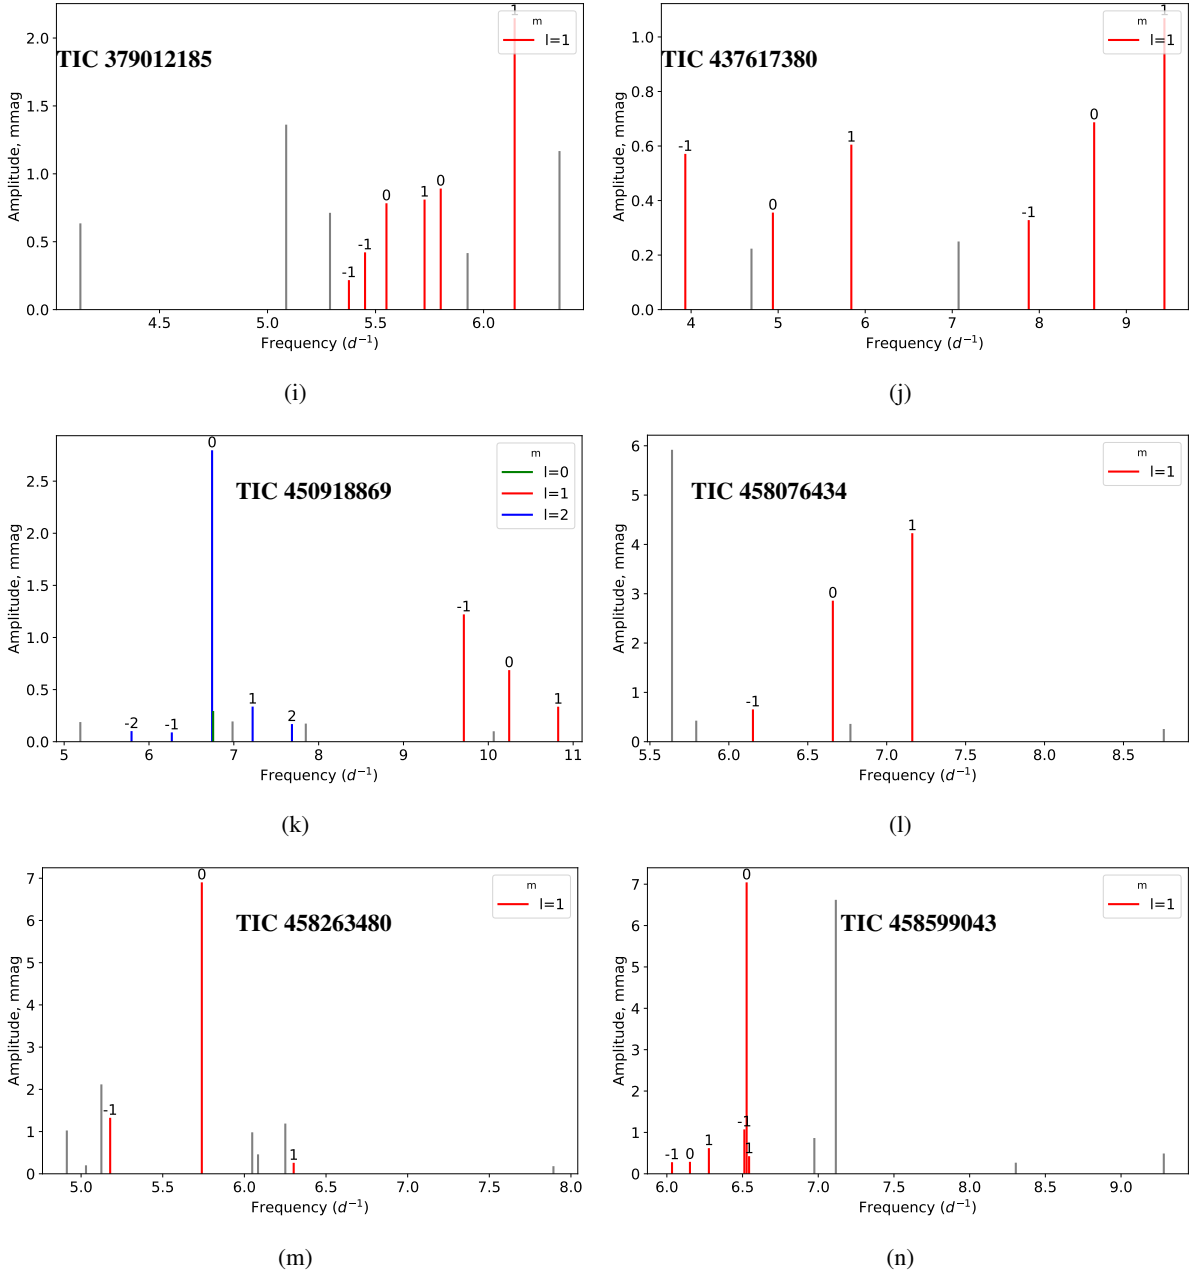 TIC 379012185
m
l=1
1
-1
-1
0
1
0
2.0
1.5
1.0
0.5
0.0
Amplitude, mmag
4.5 5.0 5.5 6.0
Frequency (d⁻¹)
(i)
TIC 437617380
m
l=1
1
-1
0
1
-1
0
1.0
0.8
0.6
0.4
0.2
0.0
Amplitude, mmag
4 5 6 7 8 9
Frequency (d⁻¹)
(j)
TIC 450918869
m
l=0
l=1
l=2
0
-2
-1
1
2
-1
0
1
2.5
2.0
1.5
1.0
0.5
0.0
Amplitude, mmag
5 6 7 8 9 10 11
Frequency (d⁻¹)
(k)
TIC 458076434
m
l=1
-1
0
1
6
5
4
3
2
1
0
Amplitude, mmag
5.5 6.0 6.5 7.0 7.5 8.0 8.5
Frequency (d⁻¹)
(l)
TIC 458263480
m
l=1
0
-1
1
7
6
5
4
3
2
1
0
Amplitude, mmag
5.0 5.5 6.0 6.5 7.0 7.5 8.0
Frequency (d⁻¹)
(m)
TIC 458599043
m
l=1
0
-1
0
1
-1
1
7
6
5
4
3
2
1
0
Amplitude, mmag
6.0 6.5 7.0 7.5 8.0 8.5 9.0
Frequency (d⁻¹)
(n)